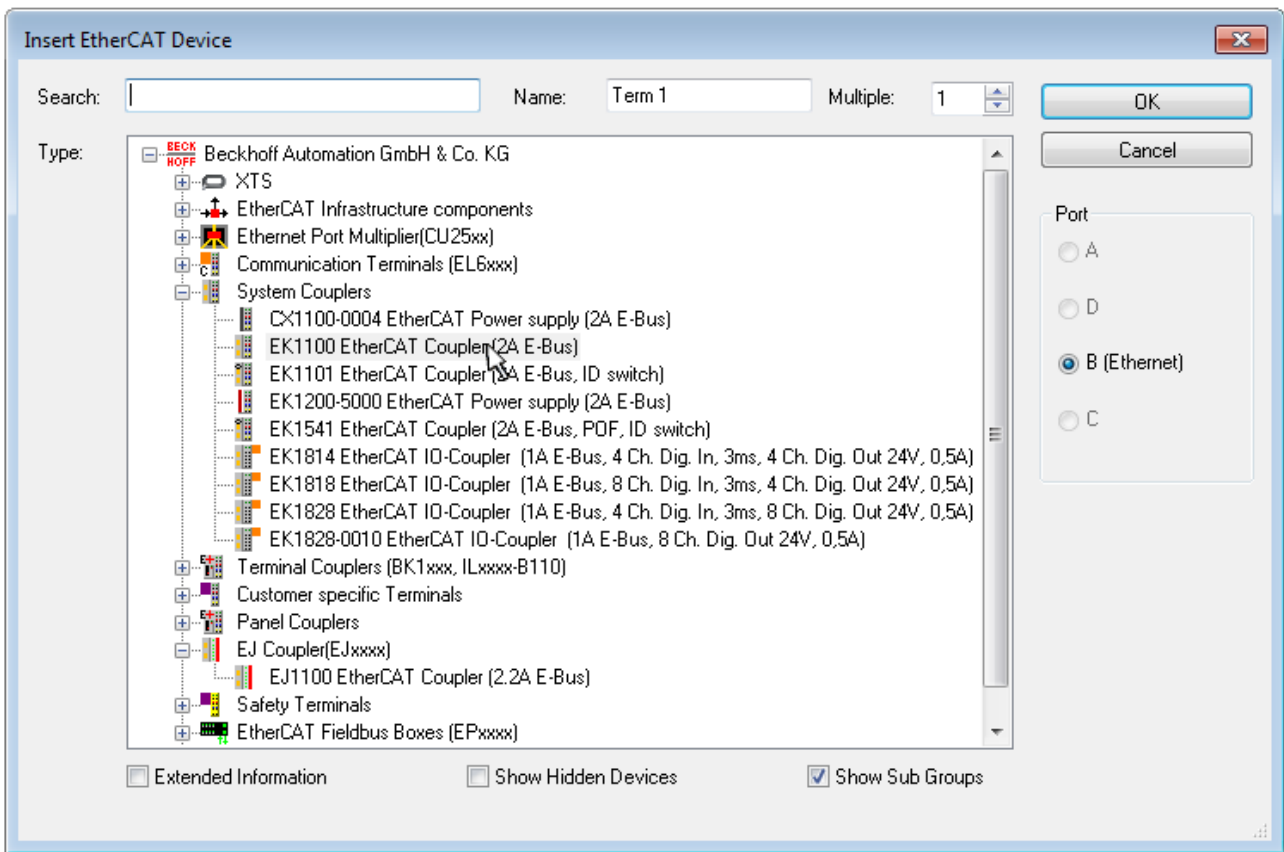 Insert EtherCAT Device
Search: Name: Term 1 Multiple: 1 OK
Type: BECK HOFF Beckhoff Automation GmbH & Co. KG Cancel
XTS
EtherCAT Infrastructure components Port
Ethernet Port Multiplier(CU25xx)
A
Communication Terminals (EL6xxx)
System Couplers
D
CX1100-0004 EtherCAT Power supply (2A E-Bus)
EK1100 EtherCAT Coupler (2A E-Bus)
B (Ethernet)
EK1101 EtherCAT Coupler (2A E-Bus, ID switch)
EK1200-5000 EtherCAT Power supply (2A E-Bus)
C
EK1541 EtherCAT Coupler (2A E-Bus, POF, ID switch)
EK1814 EtherCAT IO-Coupler (1A E-Bus, 4 Ch. Dig. In, 3ms, 4 Ch. Dig. Out 24V, 0,5A)
EK1818 EtherCAT IO-Coupler (1A E-Bus, 8 Ch. Dig. In, 3ms, 4 Ch. Dig. Out 24V, 0,5A)
EK1828 EtherCAT IO-Coupler (1A E-Bus, 4 Ch. Dig. In, 3ms, 8 Ch. Dig. Out 24V, 0,5A)
EK1828-0010 EtherCAT IO-Coupler (1A E-Bus, 8 Ch. Dig. Out 24V, 0,5A)
Terminal Couplers (BK1xxx, ILxxxx-B110)
Customer specific Terminals
Panel Couplers
EJ Coupler(EJxxxx)
EJ1100 EtherCAT Coupler (2.2A E-Bus)
Safety Terminals
EtherCAT Fieldbus Boxes (EPxxxx)
Extended Information Show Hidden Devices Show Sub Groups